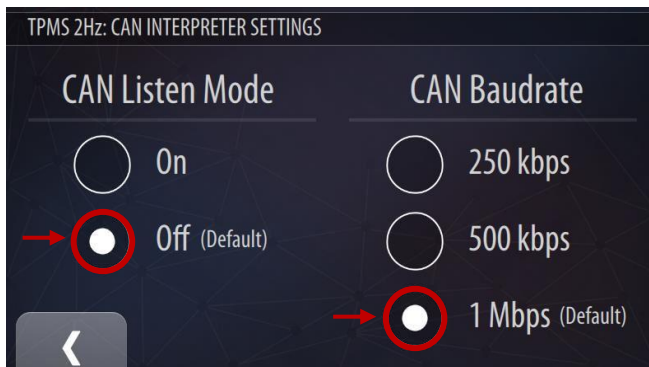 TPMS 2Hz: CAN INTERPRETER SETTINGS
CAN Listen Mode
On
Off (Default)
CAN Baudrate
250 kbps
500 kbps
1 Mbps (Default)